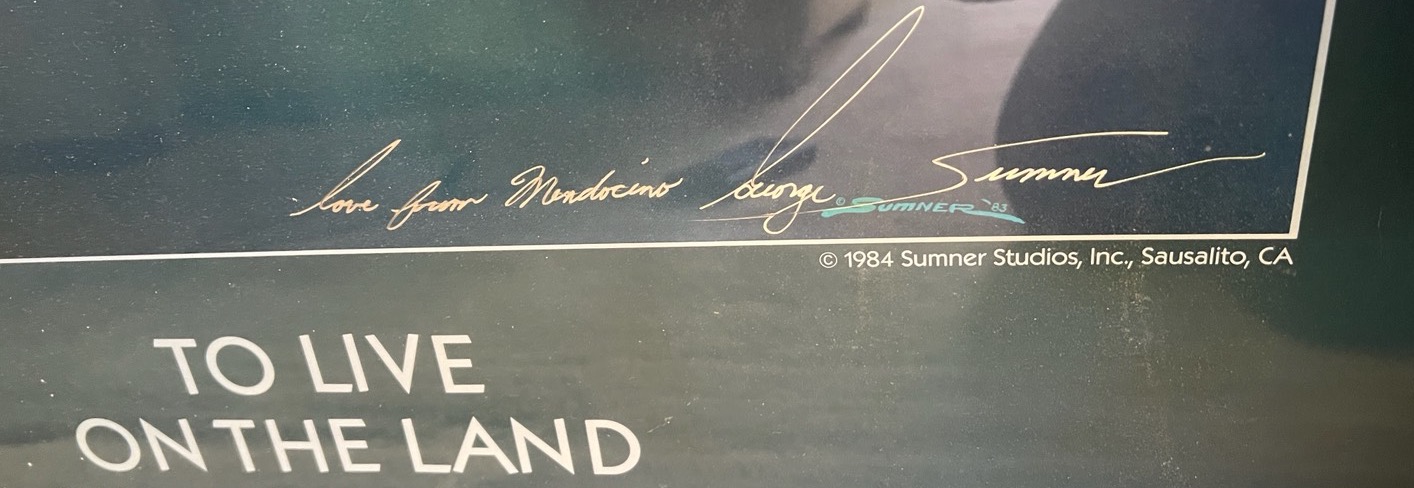 love from Mendocino George Sumner
© SUMNER '83
© 1984 Sumner Studios, Inc., Sausalito, CA
TO LIVE
ON THE LAND